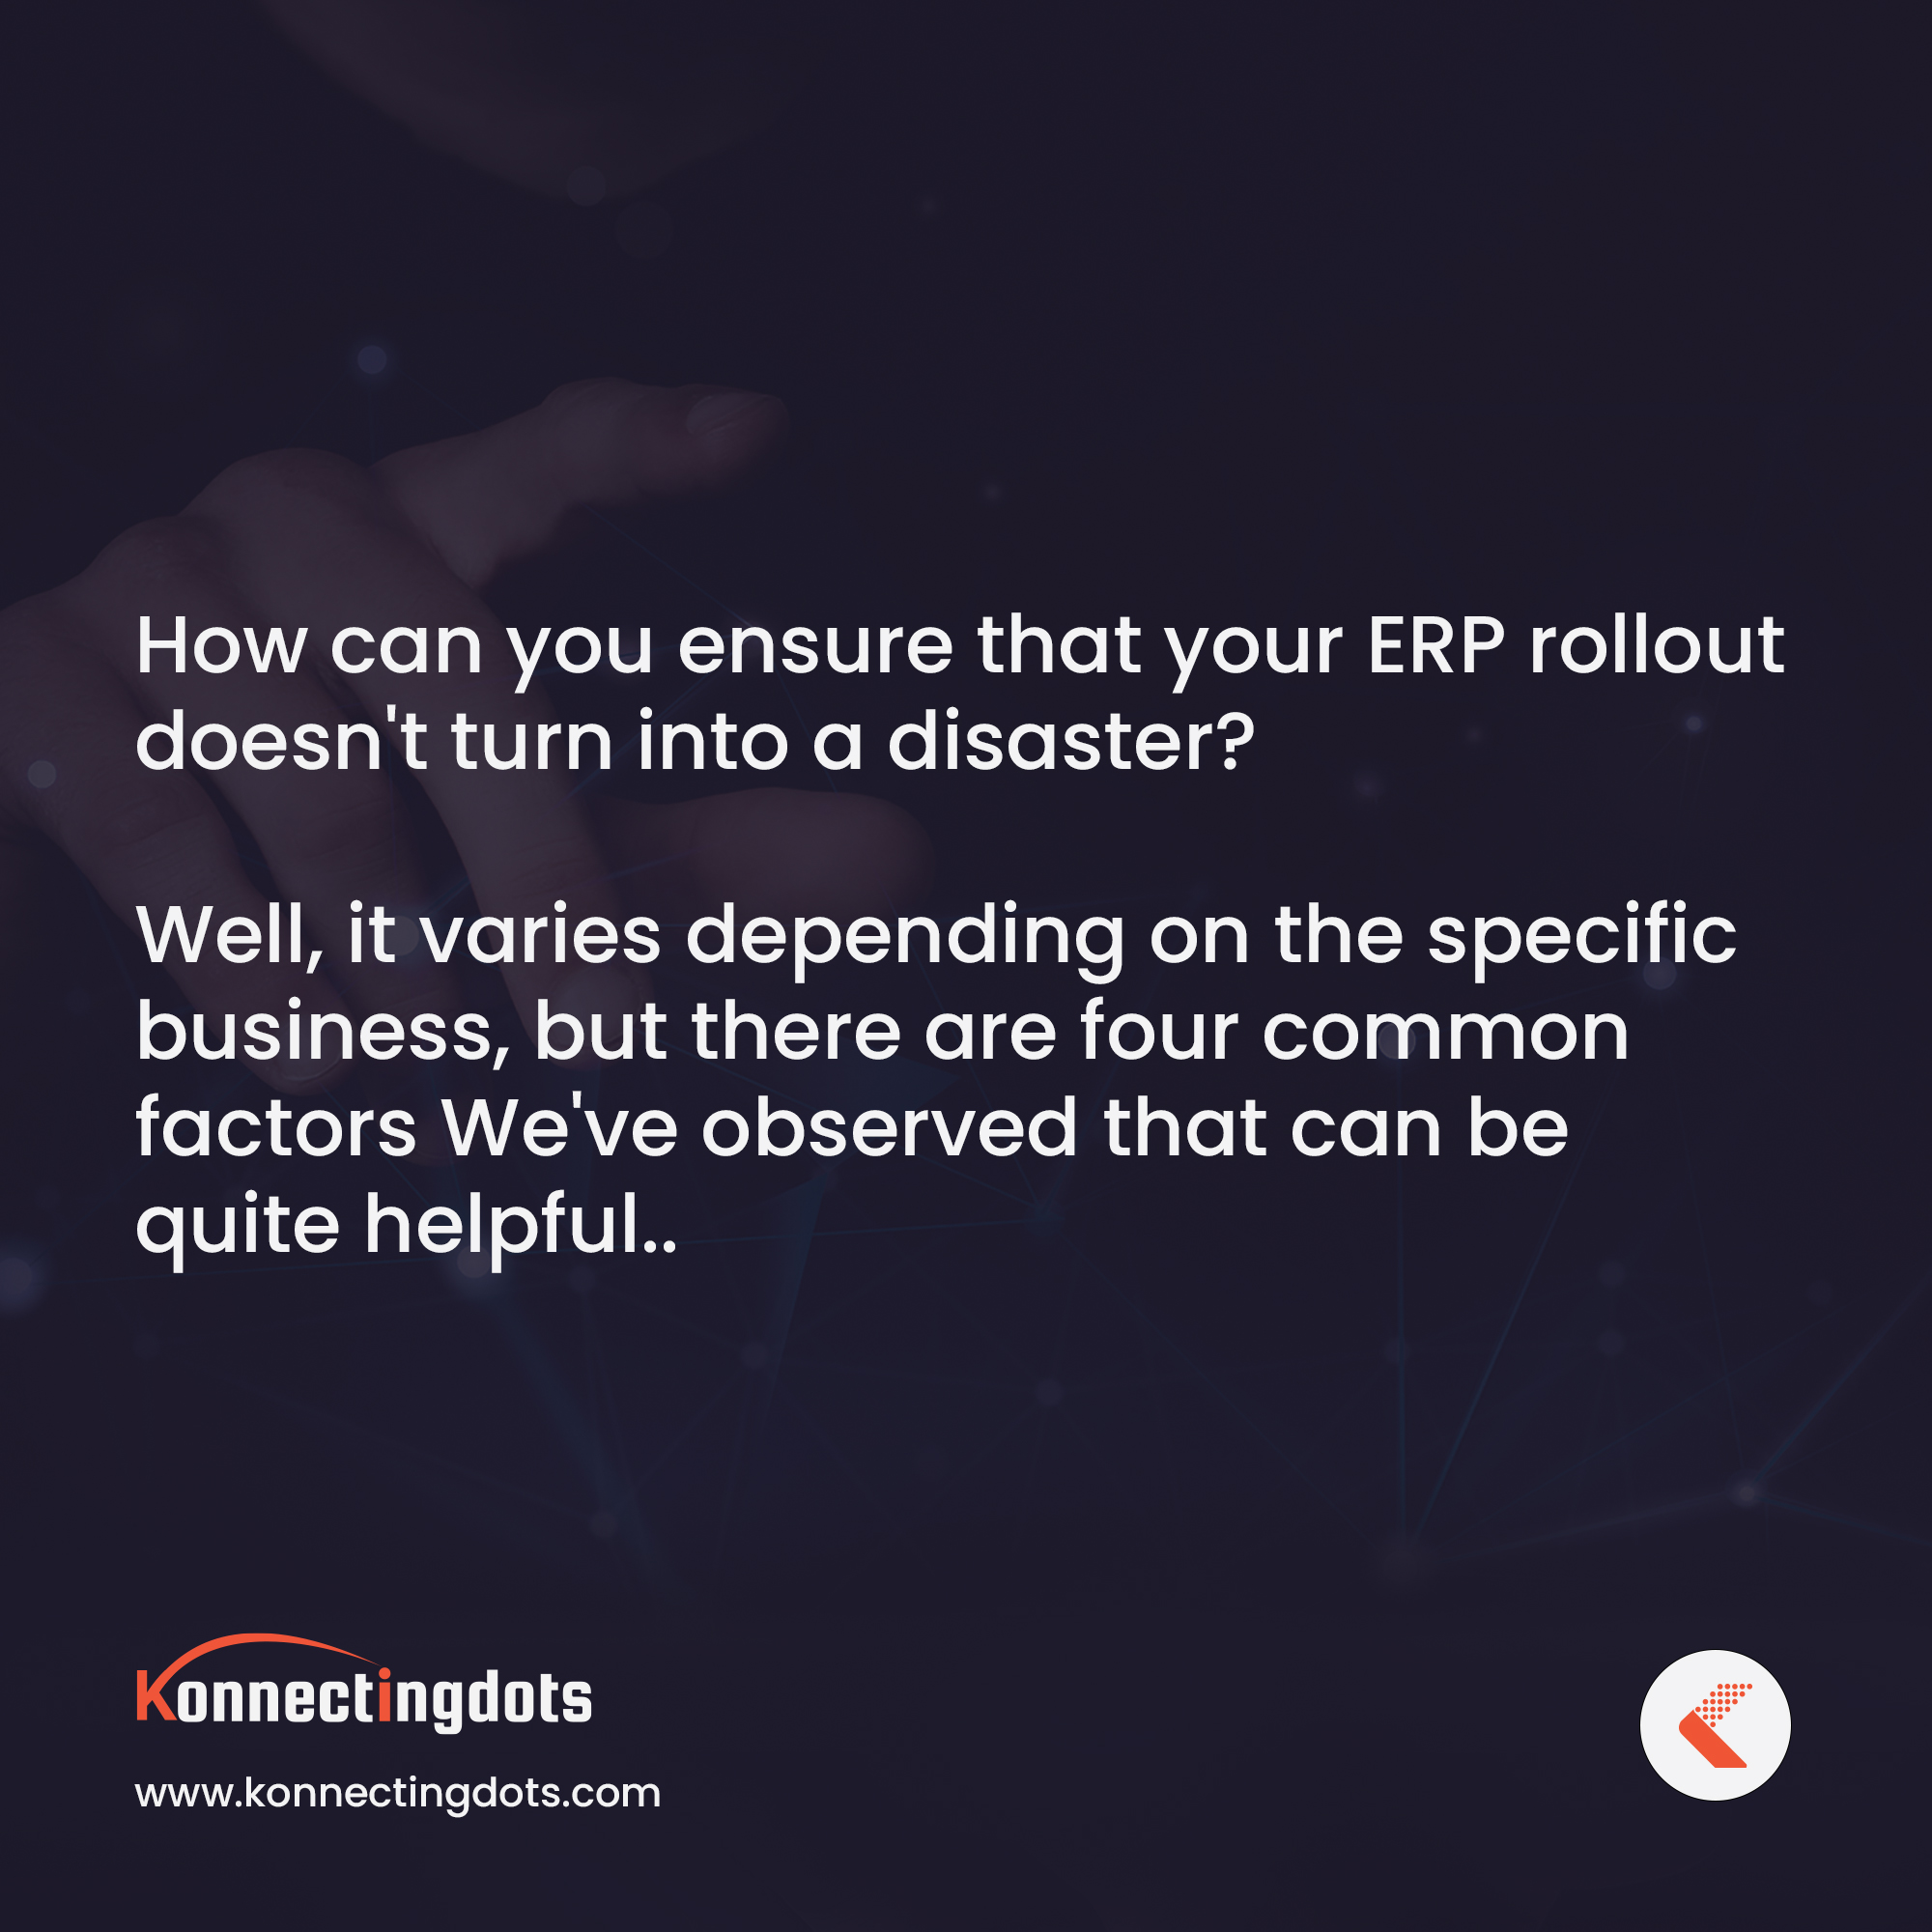 How can you ensure that your ERP rollout
doesn't turn into a disaster?
Well, it varies depending on the specific
business, but there are four common
factors We've observed that can be
quite helpful..
Konnectingdots
www.konnectingdots.com